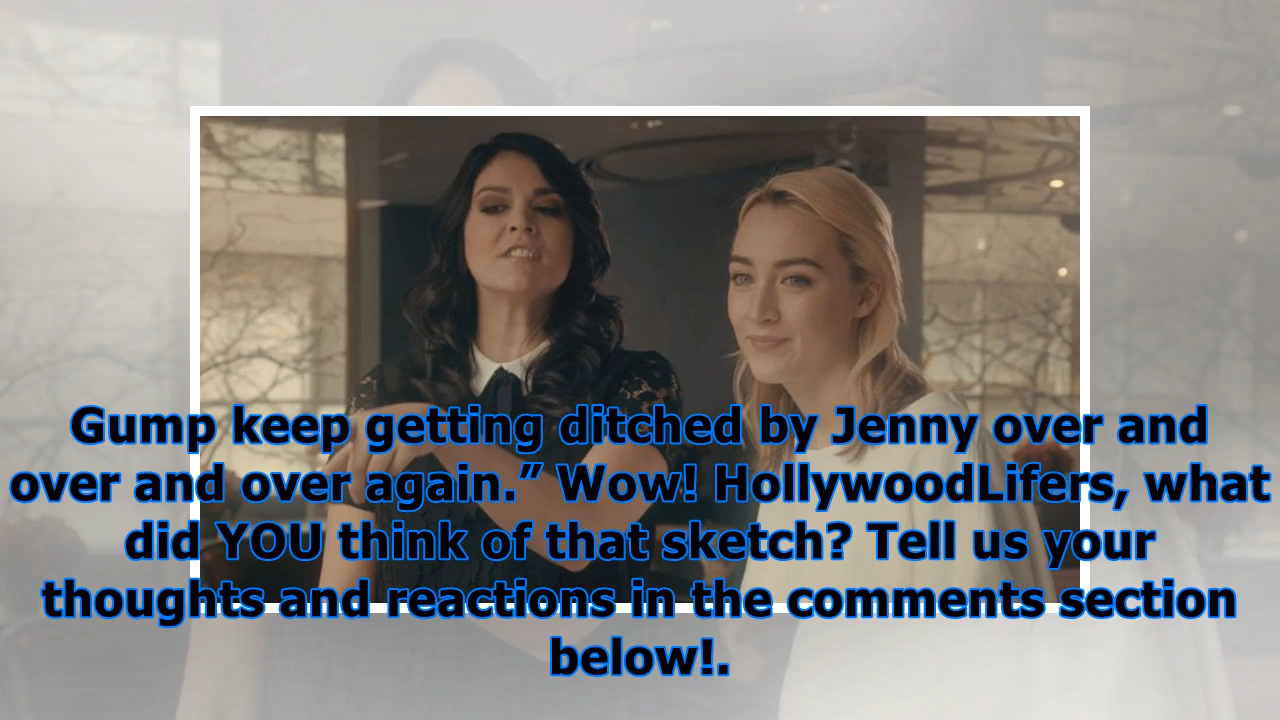 Gump keep getting ditched by Jenny over and
over and over again.” Wow! HollywoodLifers, what
did YOU think of that sketch? Tell us your
thoughts and reactions in the comments section
below!.